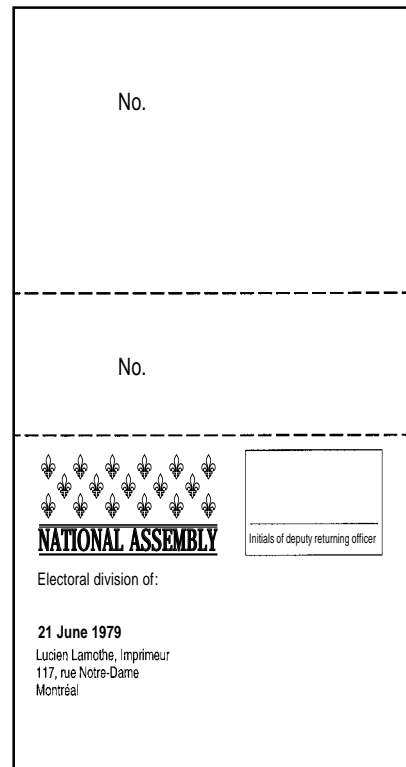 No.
No.
NATIONAL ASSEMBLY
Initials of deputy returning officer
Electoral division of:
21 June 1979
Lucien Lamothe, Imprimeur
117, rue Notre-Dame
Montréal